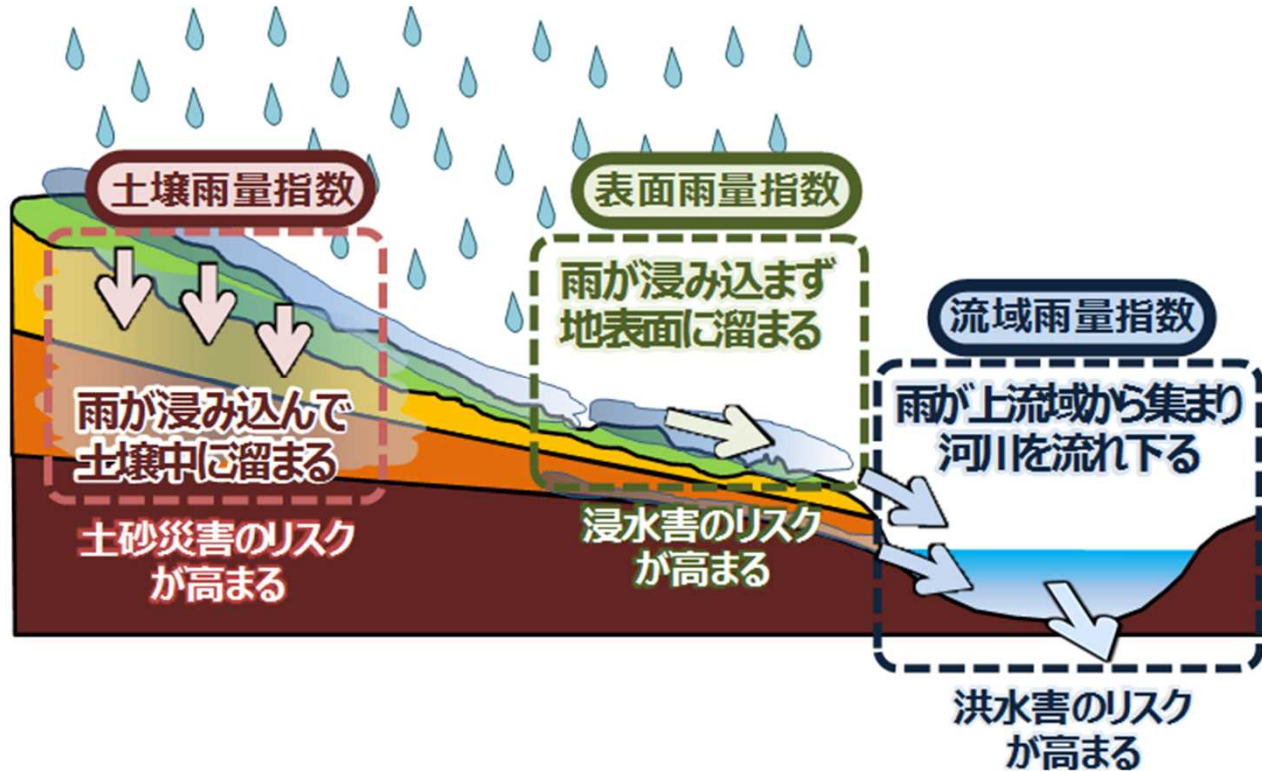 土壌雨量指数
雨が浸み込んで
土壌中に溜まる
土砂災害のリスク
が高まる
表面雨量指数
雨が浸み込まず
地表面に溜まる
浸水害のリスク
が高まる
流域雨量指数
雨が上流域から集まり
河川を流れ下る
洪水害のリスク
が高まる